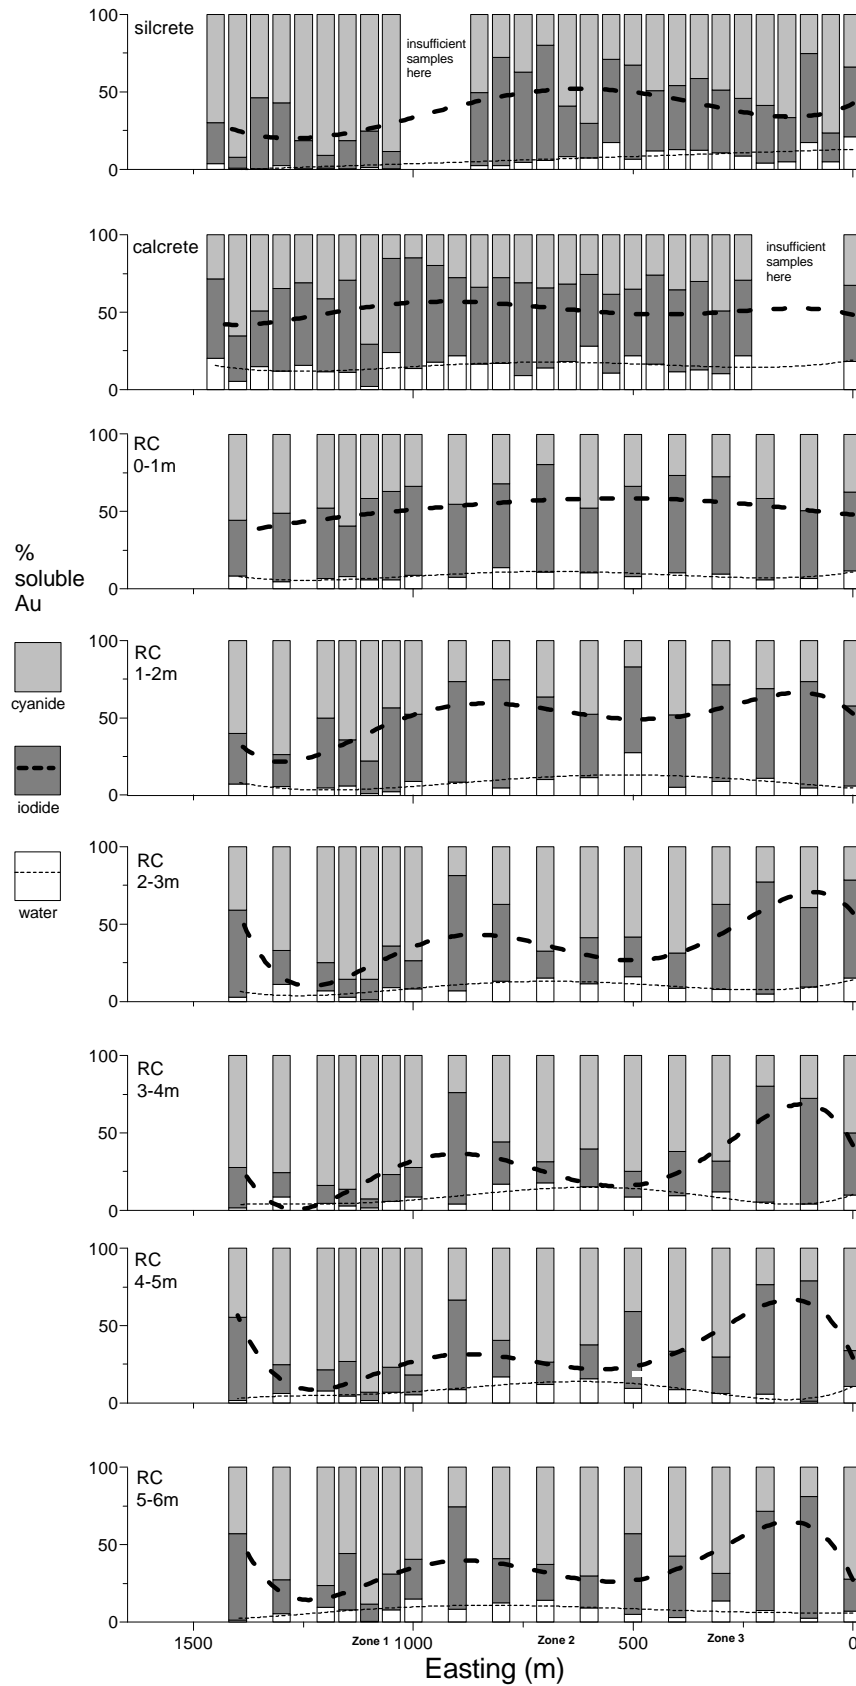 silcrete
100
50
0
insufficient
samples
here
calcrete
100
50
0
insufficient
samples
here
RC
0-1m
100
50
0
%
soluble
Au
cyanide
iodide
water
RC
1-2m
100
50
0
RC
2-3m
100
50
0
RC
3-4m
100
50
0
RC
4-5m
100
50
0
RC
5-6m
100
50
0
1500 Zone 1 1000 Zone 2 500 Zone 3 0
Easting (m)